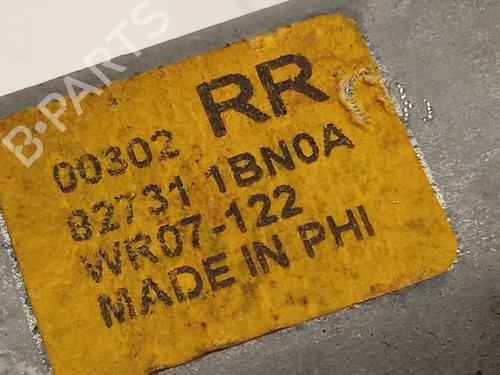 B-PARTS
RR
00302
82731 1BN0A
WR07-122
MADE IN PHI